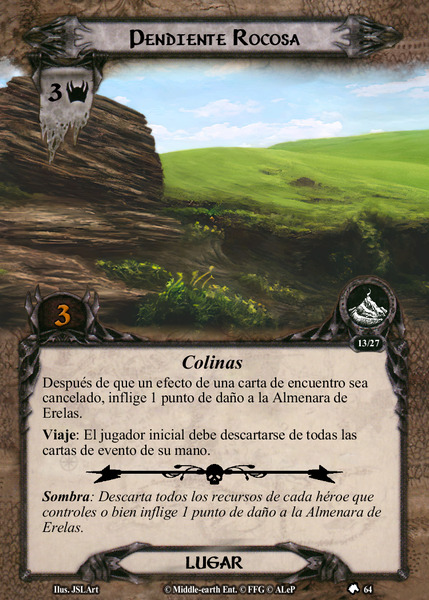 Pendiente Rocosa
3
3
13/27
Colinas
Después de que un efecto de una carta de encuentro sea
cancelado, inflige 1 punto de daño a la Almenara de
Erelas.
Viaje: El jugador inicial debe descartarse de todas las
cartas de evento de su mano.
Sombra: Descarta todos los recursos de cada héroe que
controles o bien inflige 1 punto de daño a la Almenara de
Erelas.
LUGAR
Ilus. JSLArt
© Middle-earth Ent. © FFG © ALeP
64